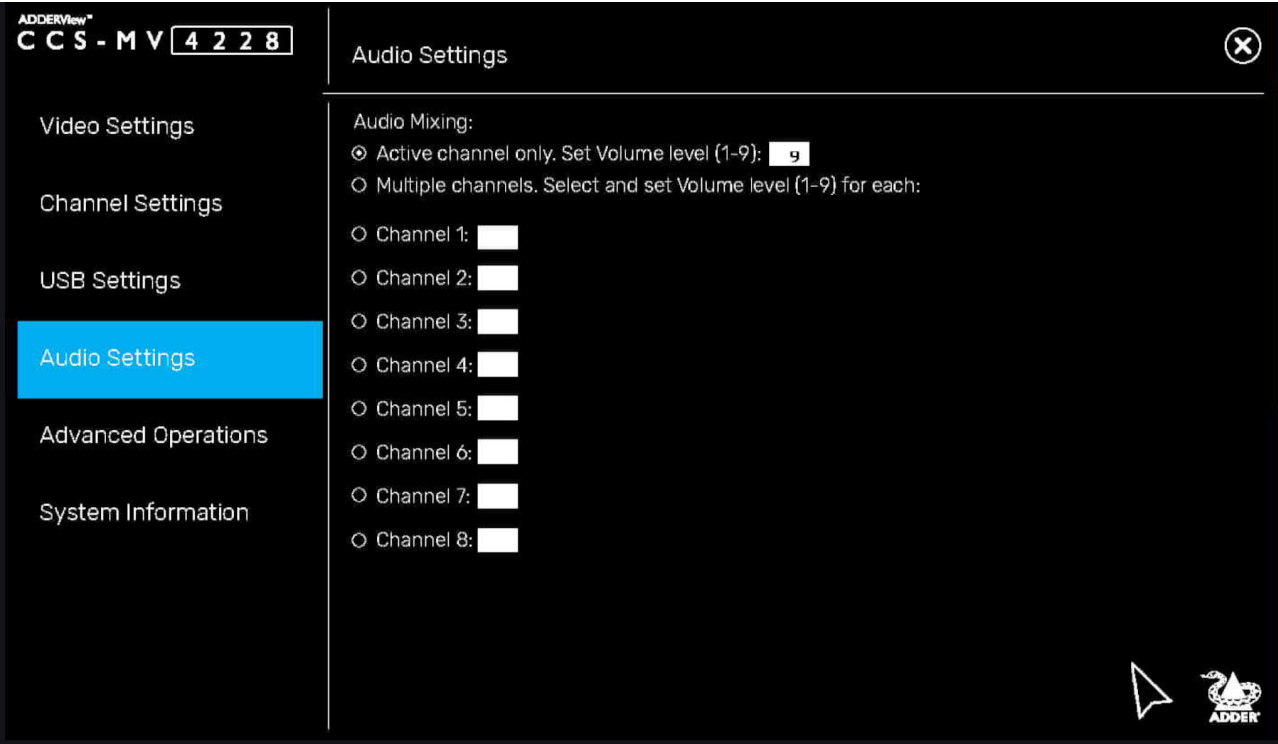 ADDERView™
CCS-MV 4228
Audio Settings
Video Settings
Channel Settings
USB Settings
Audio Settings
Advanced Operations
System Information
Audio Mixing:
Active channel only. Set Volume level (1-9): 9
Multiple channels. Select and set Volume level (1-9) for each:
Channel 1:
Channel 2:
Channel 3:
Channel 4:
Channel 5:
Channel 6:
Channel 7:
Channel 8:
ADDER®